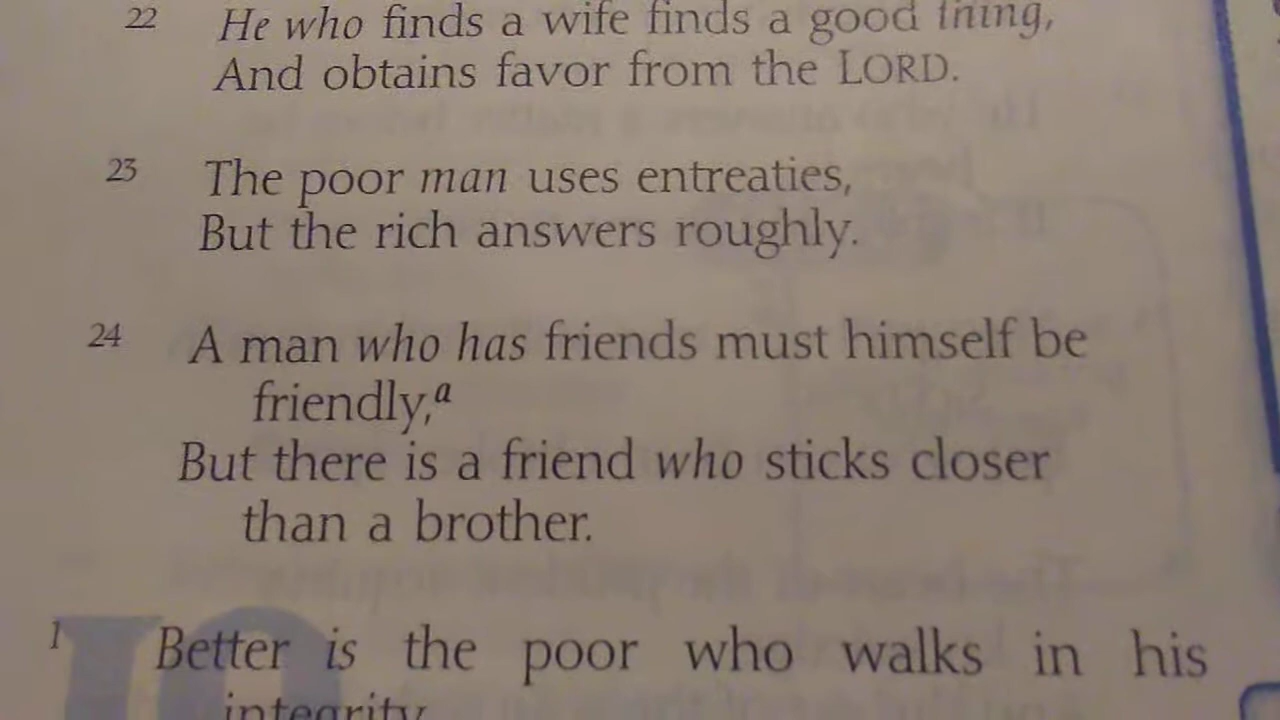 22 He who finds a wife finds a good thing,
And obtains favor from the LORD.
23 The poor man uses entreaties,
But the rich answers roughly.
24 A man who has friends must himself be
friendly,a
But there is a friend who sticks closer
than a brother.
1 Better is the poor who walks in his
integrity